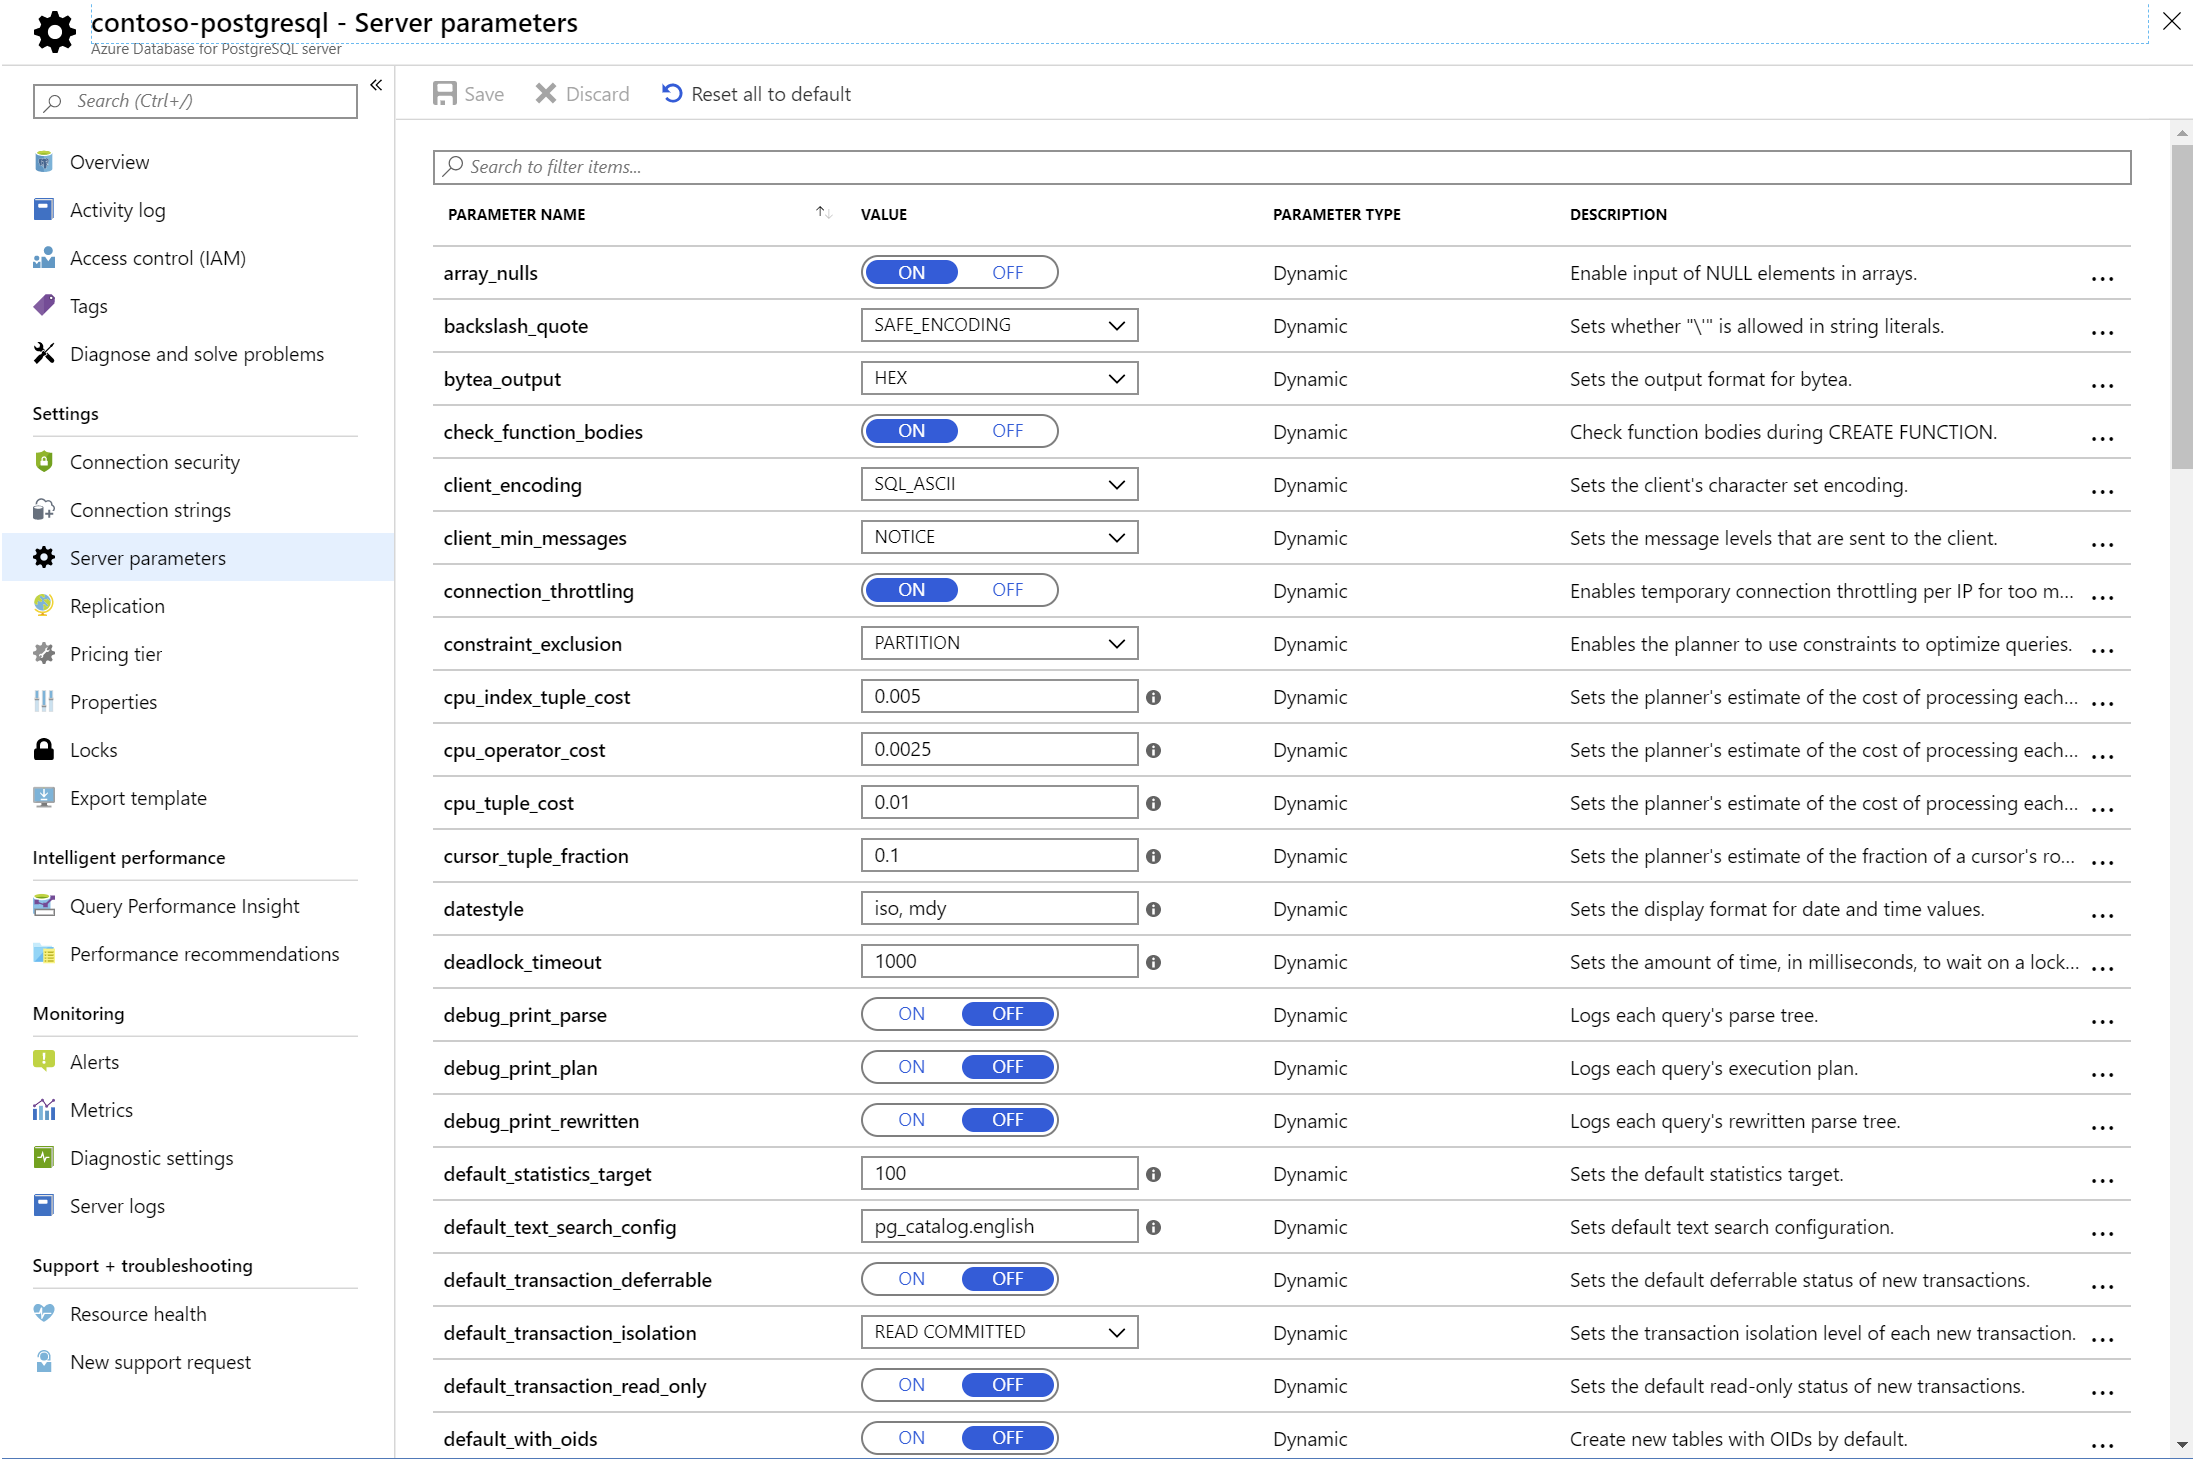 contoso-postgresql - Server parameters
Azure Database for PostgreSQL server
Search (Ctrl+/)
«
Overview
Activity log
Access control (IAM)
Tags
Diagnose and solve problems
Settings
Connection security
Connection strings
Server parameters
Replication
Pricing tier
Properties
Locks
Export template
Intelligent performance
Query Performance Insight
Performance recommendations
Monitoring
Alerts
Metrics
Diagnostic settings
Server logs
Support + troubleshooting
Resource health
New support request
Save Discard Reset all to default
Search to filter items...
PARAMETER NAME VALUE PARAMETER TYPE DESCRIPTION
array_nulls ON OFF Dynamic Enable input of NULL elements in arrays. ...
backslash_quote SAFE_ENCODING Dynamic Sets whether "\'" is allowed in string literals. ...
bytea_output HEX Dynamic Sets the output format for bytea. ...
check_function_bodies ON OFF Dynamic Check function bodies during CREATE FUNCTION. ...
client_encoding SQL_ASCII Dynamic Sets the client's character set encoding. ...
client_min_messages NOTICE Dynamic Sets the message levels that are sent to the client. ...
connection_throttling ON OFF Dynamic Enables temporary connection throttling per IP for too m... ...
constraint_exclusion PARTITION Dynamic Enables the planner to use constraints to optimize queries. ...
cpu_index_tuple_cost 0.005 Dynamic Sets the planner's estimate of the cost of processing each... ...
cpu_operator_cost 0.0025 Dynamic Sets the planner's estimate of the cost of processing each... ...
cpu_tuple_cost 0.01 Dynamic Sets the planner's estimate of the cost of processing each... ...
cursor_tuple_fraction 0.1 Dynamic Sets the planner's estimate of the fraction of a cursor's ro... ...
datestyle iso, mdy Dynamic Sets the display format for date and time values. ...
deadlock_timeout 1000 Dynamic Sets the amount of time, in milliseconds, to wait on a lock... ...
debug_print_parse ON OFF Dynamic Logs each query's parse tree. ...
debug_print_plan ON OFF Dynamic Logs each query's execution plan. ...
debug_print_rewritten ON OFF Dynamic Logs each query's rewritten parse tree. ...
default_statistics_target 100 Dynamic Sets the default statistics target. ...
default_text_search_config pg_catalog.english Dynamic Sets default text search configuration. ...
default_transaction_deferrable ON OFF Dynamic Sets the default deferrable status of new transactions. ...
default_transaction_isolation READ COMMITTED Dynamic Sets the transaction isolation level of each new transaction. ...
default_transaction_read_only ON OFF Dynamic Sets the default read-only status of new transactions. ...
default_with_oids ON OFF Dynamic Create new tables with OIDs by default. ...